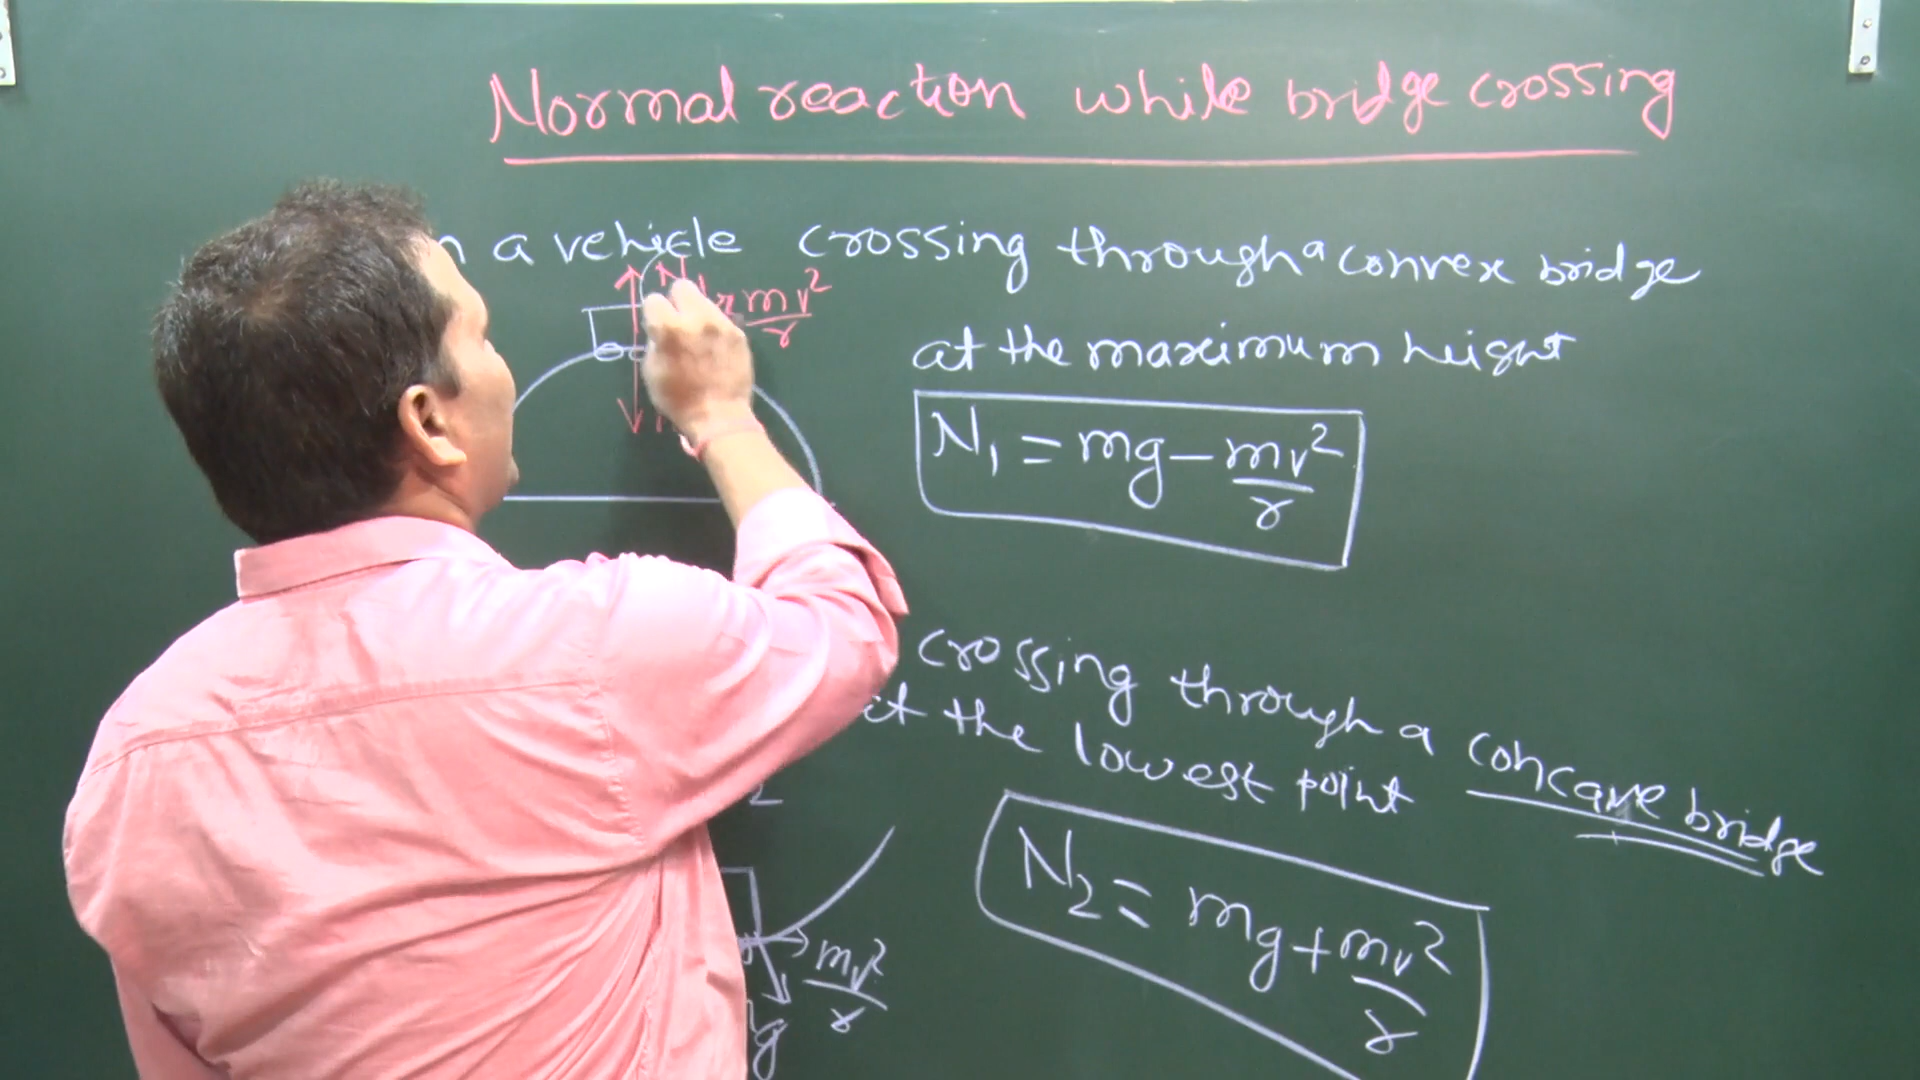 Normal reaction while bridge crossing
n a vehicle crossing through a convex bridge
at the maximum height
N
mv²/r
N₁ = mg - mv²/r
crossing through a concave bridge
at the lowest point
2
N₂ = mg + mv²/r
mv²/r
g